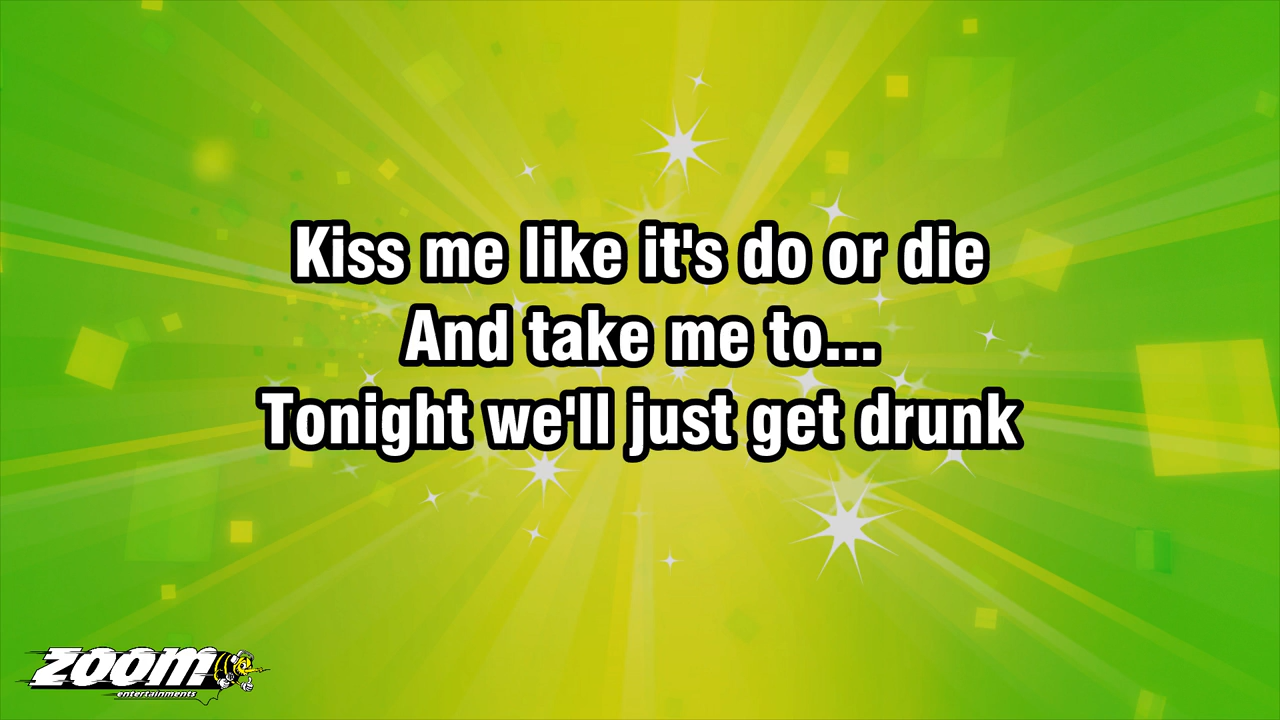 Kiss me like it's do or die
And take me to...
Tonight we'll just get drunk
zoom
entertainments